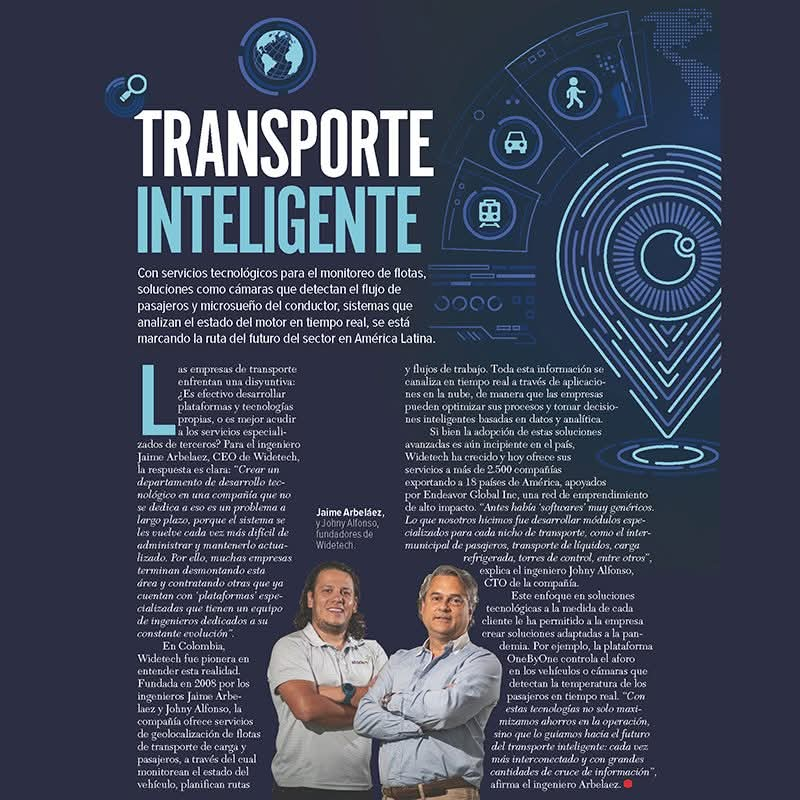 TRANSPORTE
INTELIGENTE
Con servicios tecnológicos para el monitoreo de flotas,
soluciones como cámaras que detectan el flujo de
pasajeros y microsueño del conductor, sistemas que
analizan el estado del motor en tiempo real, se está
marcando la ruta del futuro del sector en América Latina.
Las empresas de transporte
enfrentan una disyuntiva:
¿Es efectivo desarrollar
plataformas y tecnologías
propias, o es mejor acudir
a los servicios especiali-
zados de terceros? Para el ingeniero
Jaime Arbelaez, CEO de Widetech,
la respuesta es clara: “Crear un
departamento de desarrollo tec-
nológico en una compañía que no
se dedica a eso es un problema a
largo plazo, porque el sistema se
les vuelve cada vez más difícil de
administrar y mantenerlo actua-
lizado. Por ello, muchas empresas
terminan desmontando esta
área y contratando otras que ya
cuentan con ‘plataformas’ espe-
cializadas que tienen un equipo
de ingenieros dedicados a su
constante evolución”.
En Colombia,
Widetech fue pionera en
entender esta realidad.
Fundada en 2008 por los
ingenieros Jaime Arbe-
laez y Johny Alfonso, la
compañía ofrece servicios
de geolocalización de flotas
de transporte de carga y
pasajeros, a través del cual
monitorean el estado del
vehículo, planifican rutas
Jaime Arbeláez,
y Johny Alfonso,
fundadores de
Widetech.
y flujos de trabajo. Toda esta información se
canaliza en tiempo real a través de aplicacio-
nes en la nube, de manera que las empresas
pueden optimizar sus procesos y tomar decisio-
nes inteligentes basadas en datos y analítica.
Si bien la adopción de estas soluciones
avanzadas es aún incipiente en el país,
Widetech ha crecido y hoy ofrece sus
servicios a más de 2.500 compañías
exportando a 18 países de América, apoyados
por Endeavor Global Inc, una red de emprendimiento
de alto impacto. “Antes había ‘softwares’ muy genéricos.
Lo que nosotros hicimos fue desarrollar módulos espe-
cializados para cada nicho de transporte, como el inter-
municipal de pasajeros, transporte de líquidos, carga
refrigerada, torres de control, entre otros”,
explica el ingeniero Johny Alfonso,
CTO de la compañía.
Este enfoque en soluciones
tecnológicas a la medida de cada
cliente le ha permitido a la empresa
crear soluciones adaptadas a la pan-
demia. Por ejemplo, la plataforma
OneByOne controla el aforo
en los vehículos o cámaras que
detectan la temperatura de los
pasajeros en tiempo real. “Con
estas tecnologías no solo maxi-
mizamos ahorros en la operación,
sino que lo guiamos hacia el futuro
del transporte inteligente: cada vez
más interconectado y con grandes
cantidades de cruce de información”,
afirma el ingeniero Arbelaez.